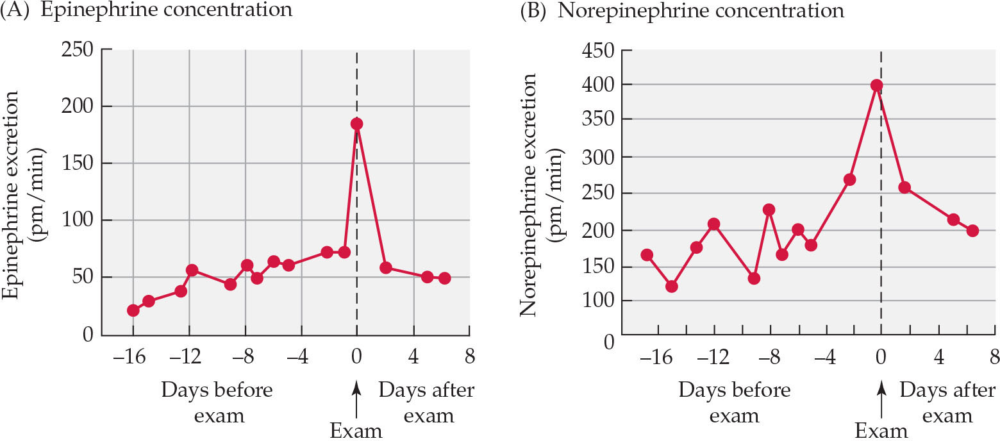 (A) Epinephrine concentration
Epinephrine excretion
(pm/min)
250
200
150
100
50
0
–16 –12 –8 –4 0 4 8
Days before
exam
Exam
Days after
exam
(B) Norepinephrine concentration
Norepinephrine excretion
(pm/min)
450
400
350
300
250
200
150
100
0
–16 –12 –8 –4 0 4 8
Days before
exam
Exam
Days after
exam